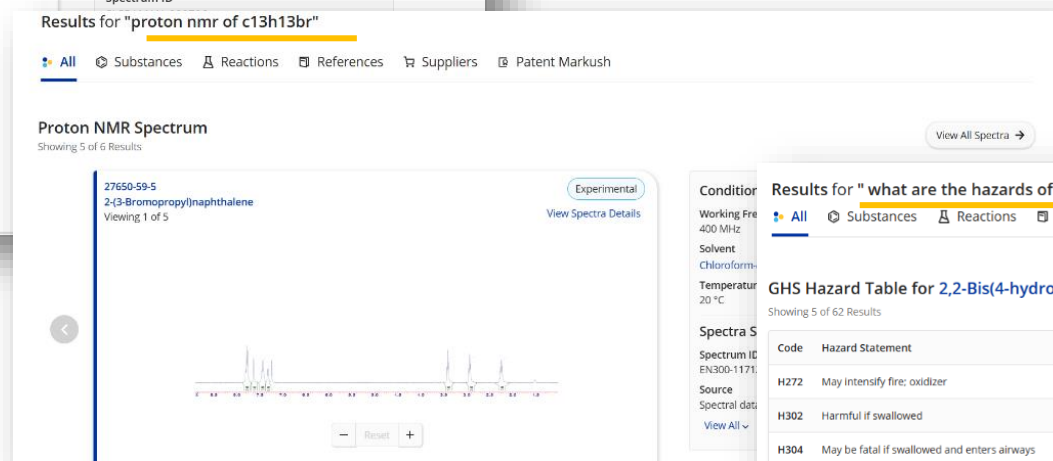 Results for "proton nmr of c13h13br"
All Substances Reactions References Suppliers Patent Markush
Proton NMR Spectrum
Showing 5 of 6 Results
View All Spectra
27650-59-5
2-(3-Bromopropyl)naphthalene
Viewing 1 of 5
Experimental
View Spectra Details
Condition
Working Fre
400 MHz
Solvent
Chloroform-
Temperatur
20 °C
Spectra S
Spectrum ID
EN300-1171
Source
Spectral data
View All
Reset
Results for " what are the hazards of
All Substances Reactions
GHS Hazard Table for 2,2-Bis(4-hydro
Showing 5 of 62 Results
Code Hazard Statement
H272 May intensify fire; oxidizer
H302 Harmful if swallowed
H304 May be fatal if swallowed and enters airways